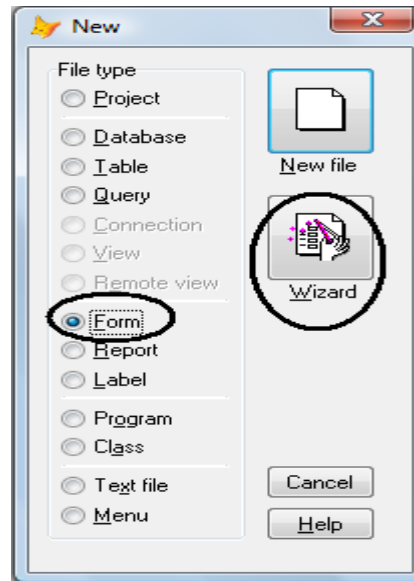 New
File type
Project
Database
Table
Query
Connection
View
Remote view
Form
Report
Label
Program
Class
Text file
Menu
New file
Wizard
Cancel
Help